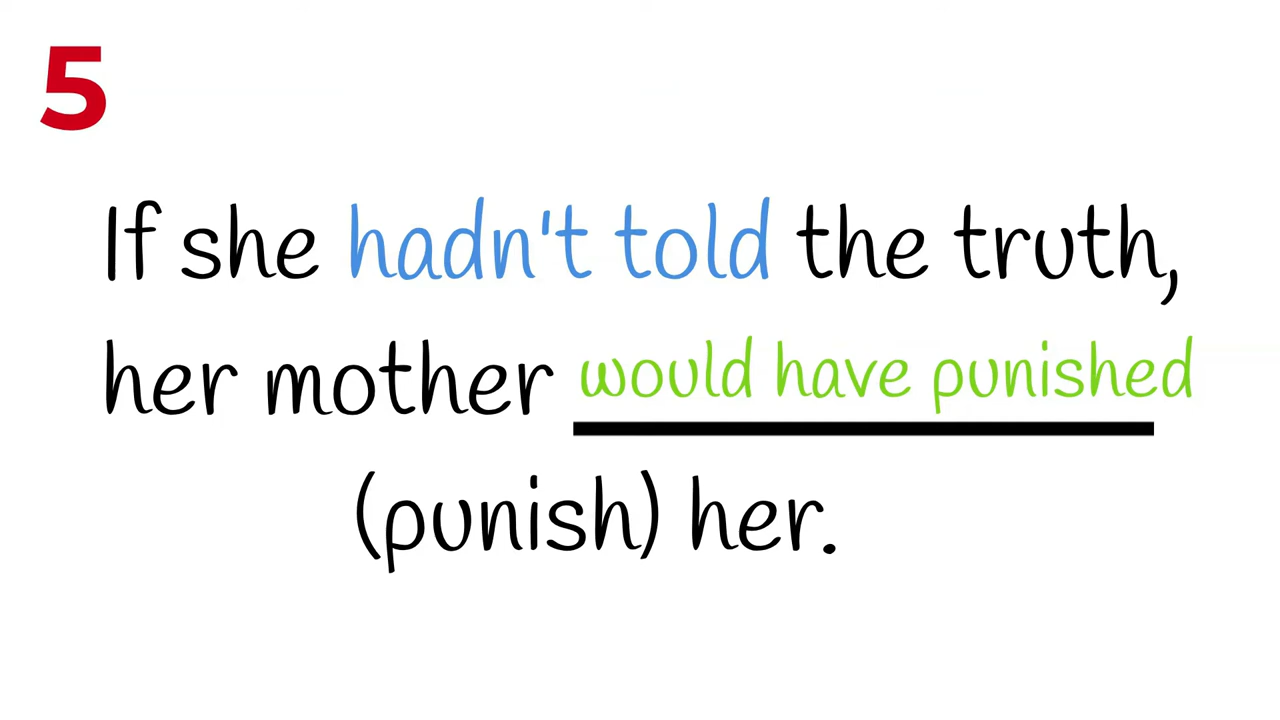 5
If she hadn't told the truth,
her mother would have punished
(punish) her.